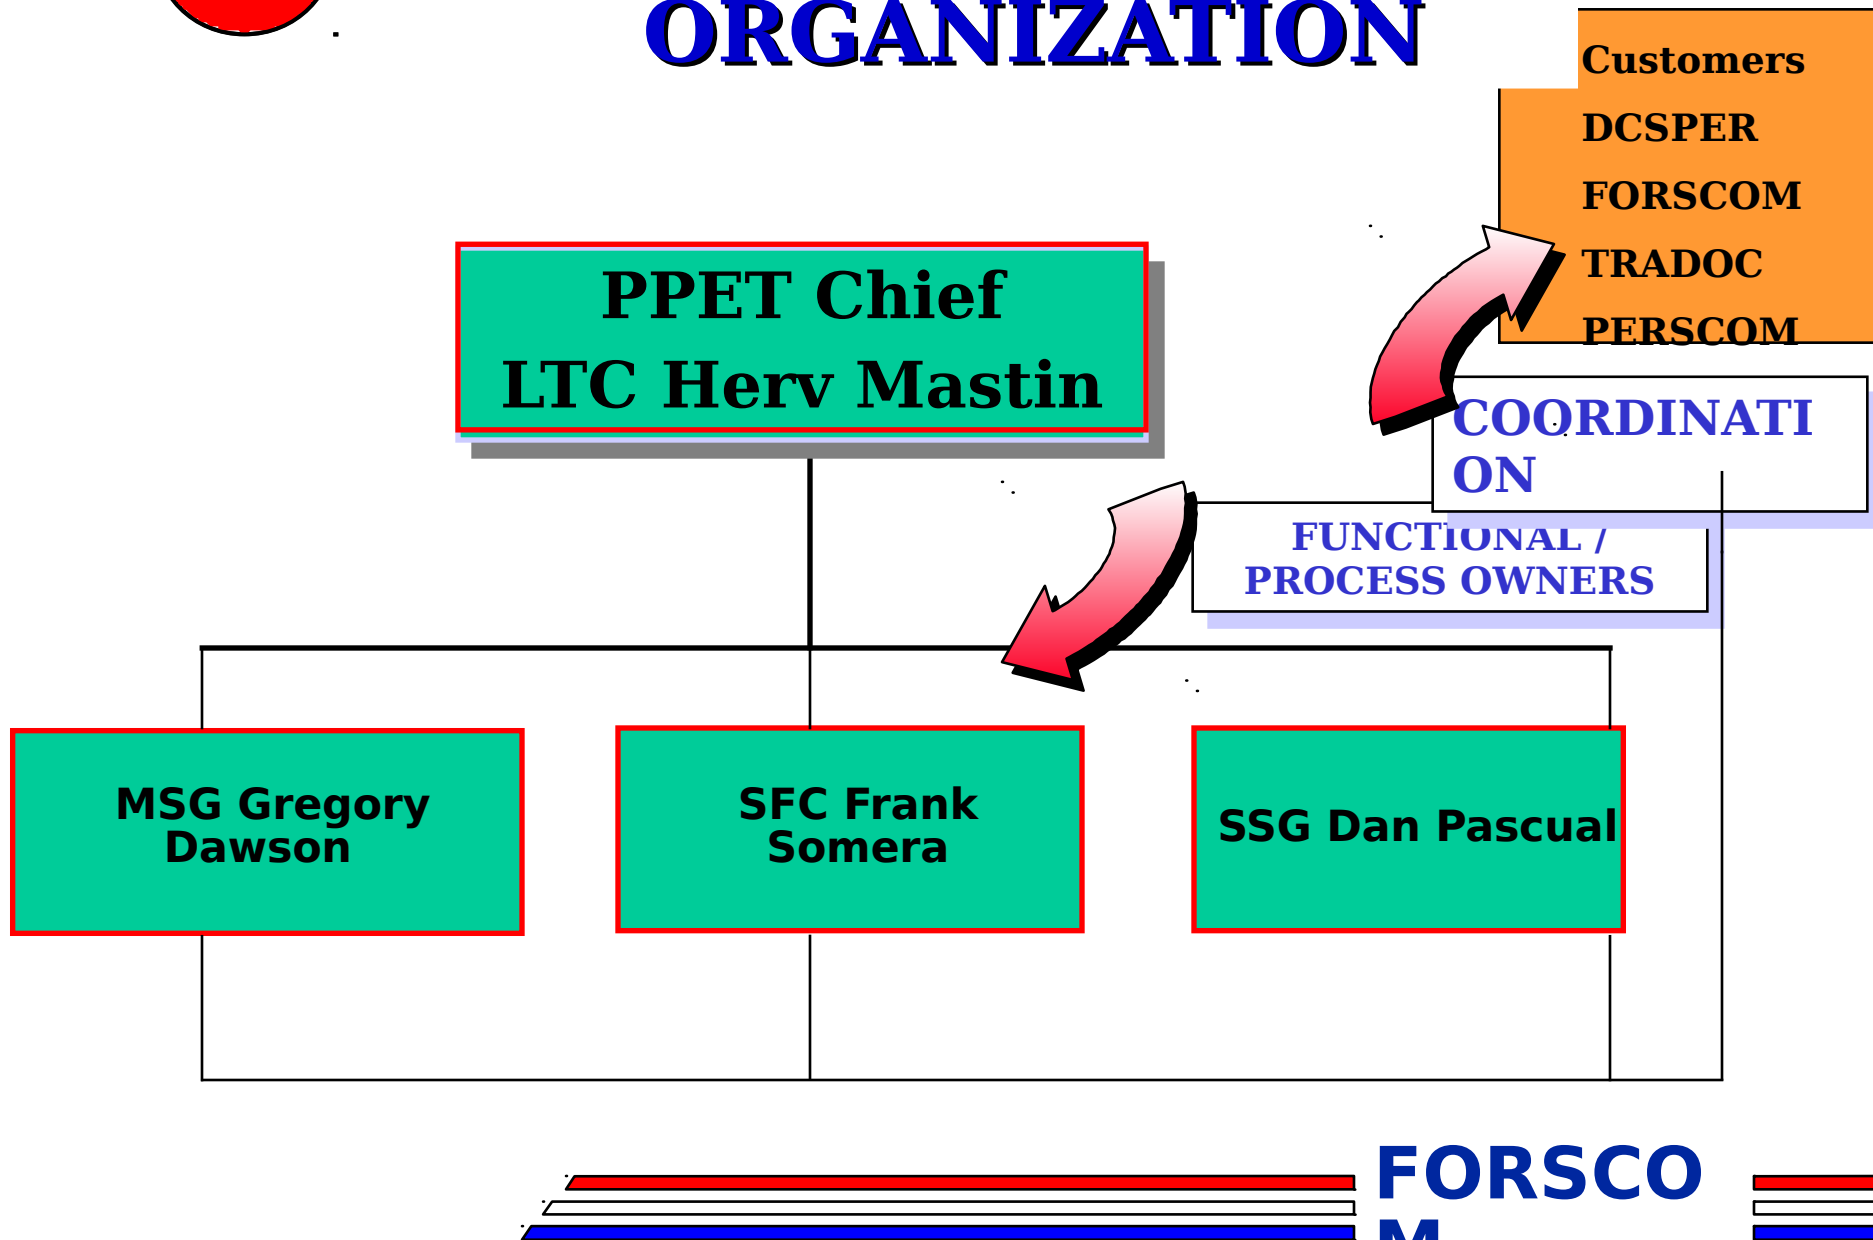 ORGANIZATION
Customers
DCSPER
FORSCOM
TRADOC
PERSCOM
PPET Chief
LTC Herv Mastin
COORDINATI
ON
FUNCTIONAL /
PROCESS OWNERS
MSG Gregory
Dawson
SFC Frank
Somera
SSG Dan Pascual
FORSCO
M